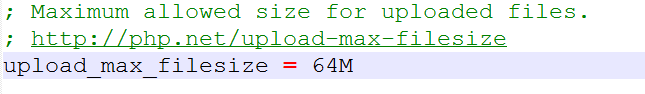 ; Maximum allowed size for uploaded files.
; http://php.net/upload-max-filesize
upload_max_filesize = 64M